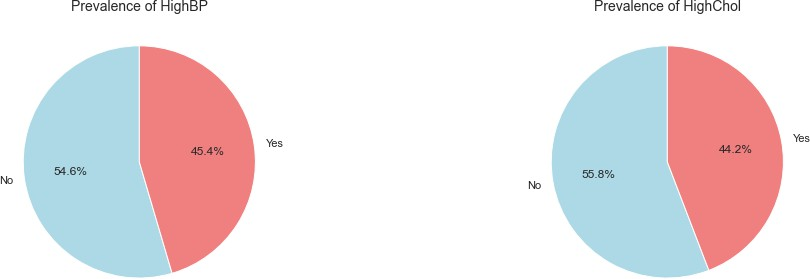 Prevalence of HighBP
Yes
45.4%
54.6%
No
Prevalence of HighChol
Yes
44.2%
55.8%
No